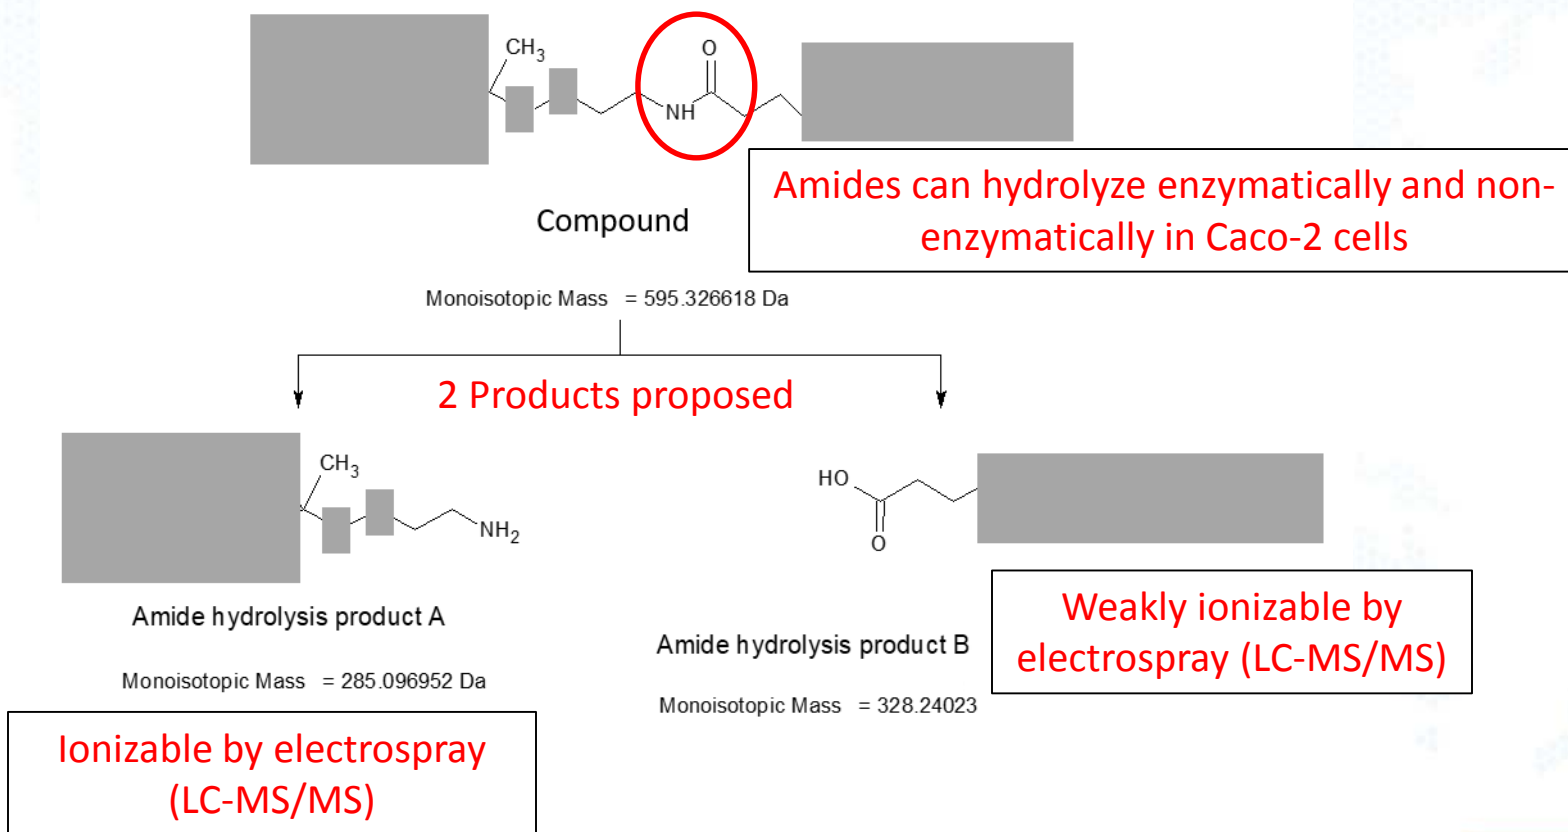 CH3
O
NH
Amides can hydrolyze enzymatically and non-
enzymatically in Caco-2 cells
Compound
Monoisotopic Mass = 595.326618 Da
2 Products proposed
CH3
NH2
HO
O
Amide hydrolysis product A
Monoisotopic Mass = 285.096952 Da
Ionizable by electrospray
(LC-MS/MS)
Amide hydrolysis product B
Monoisotopic Mass = 328.24023
Weakly ionizable by
electrospray (LC-MS/MS)